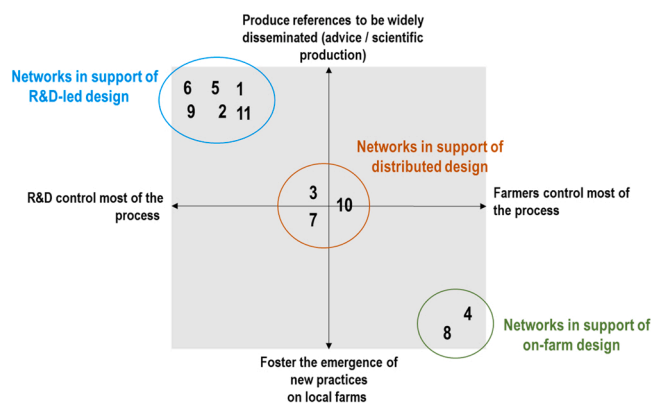 Produce references to be widely
disseminated (advice / scientific
production)
Networks in support of
R&D-led design
6 5 1
9 2 11
Networks in support of
distributed design
R&D control most of the
process
3
10
7
Farmers control most of
the process
4
8
Networks in support of
on-farm design
Foster the emergence of
new practices
on local farms